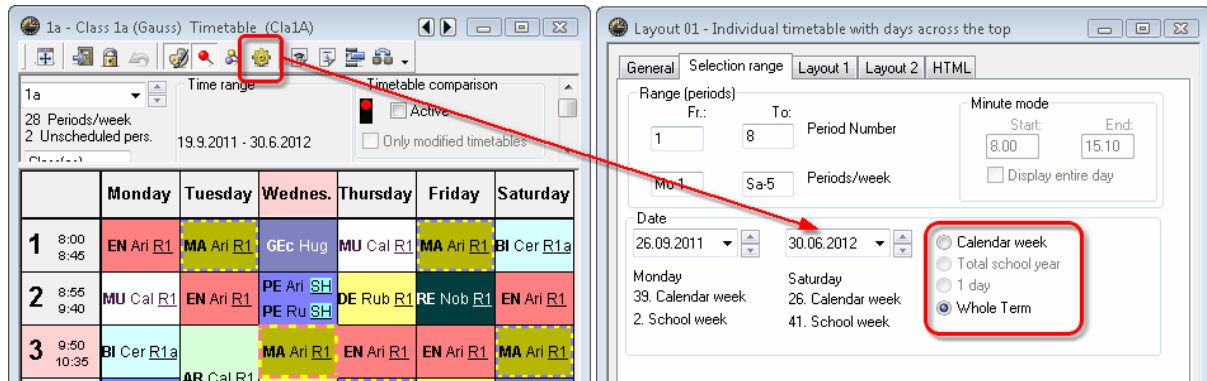 1a - Class 1a (Gauss) Timetable (Cla1A)
1a
28 Periods/week
2 Unscheduled pers.
Time range
19.9.2011 - 30.6.2012
Timetable comparison
Active
Only modified timetables
Monday Tuesday Wednes. Thursday Friday Saturday
1 8:00 8:45 EN Ari R1 MA Ari R1 GEc Hug MU Cal R1 MA Ari R1 BI Cer R1a
2 8:55 9:40 MU Cal R1 EN Ari R1 PE Ari SH PE Ru SH DE Rub R1 RE Nob R1 EN Ari R1
3 9:50 10:35 BI Cer R1a AR Cal R1 MA Ari R1 EN Ari R1 EN Ari R1 MA Ari R1
Layout 01 - Individual timetable with days across the top
General Selection range Layout 1 Layout 2 HTML
Range (periods)
Fr.: To:
1 8 Period Number
Mo-1 Sa-5 Periods/week
Minute mode
Start: End:
8.00 15.10
Display entire day
Date
26.09.2011 30.06.2012
Monday Saturday
39. Calendar week 26. Calendar week
2. School week 41. School week
Calendar week
Total school year
1 day
Whole Term